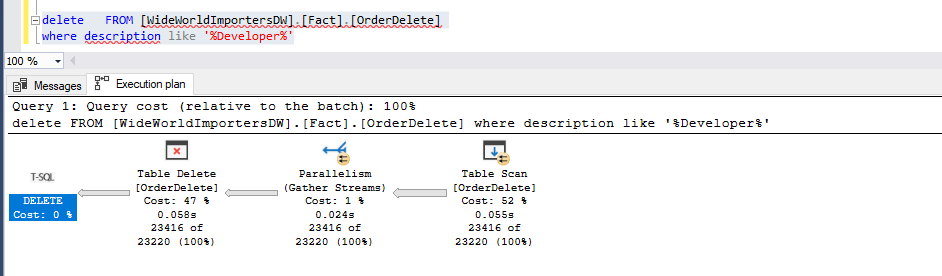 delete   FROM [WideWorldImportersDW].[Fact].[OrderDelete]
where description like '%Developer%'
100 %
Messages
Execution plan
Query 1: Query cost (relative to the batch): 100%
delete FROM [WideWorldImportersDW].[Fact].[OrderDelete] where description like '%Developer%'
T-SQL
DELETE
Cost: 0 %
Table Delete
[OrderDelete]
Cost: 47 %
0.058s
23416 of
23220 (100%)
Parallelism
(Gather Streams)
Cost: 1 %
0.024s
23416 of
23220 (100%)
Table Scan
[OrderDelete]
Cost: 52 %
0.055s
23416 of
23220 (100%)